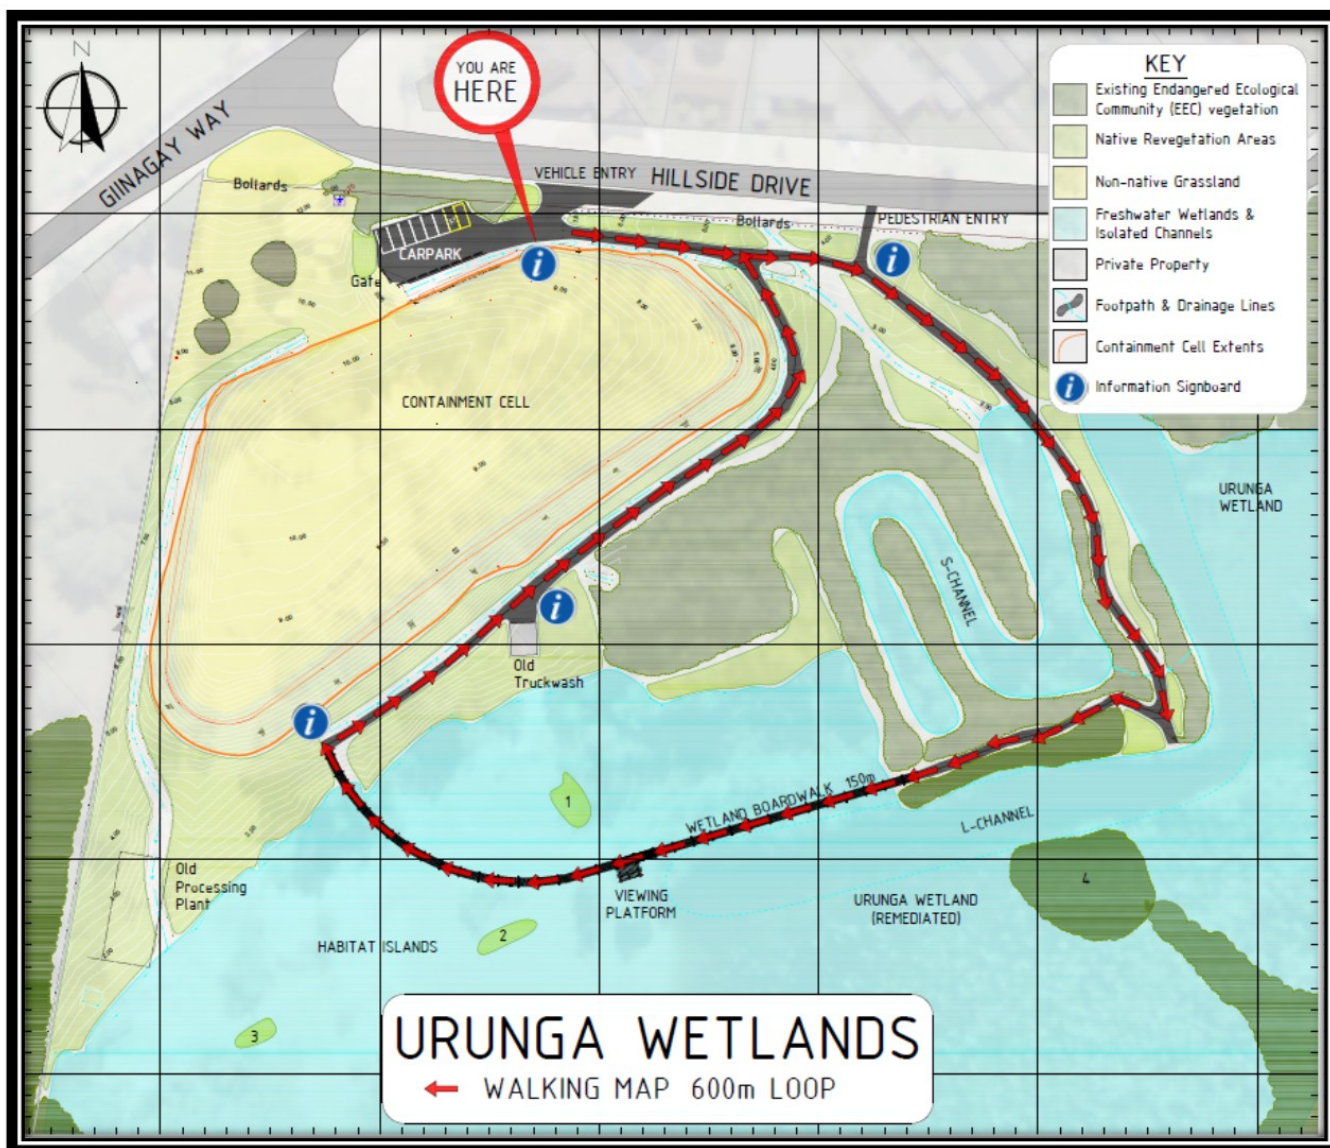 N
YOU ARE
HERE
GIINAGAY WAY
Bollards
VEHICLE ENTRY
HILLSIDE DRIVE
Bollards
PEDESTRIAN ENTRY
CARPARK
Gate
KEY
Existing Endangered Ecological
Community (EEC) vegetation
Native Revegetation Areas
Non-native Grassland
Freshwater Wetlands &
Isolated Channels
Private Property
Footpath & Drainage Lines
Containment Cell Extents
i Information Signboard
i
i
CONTAINMENT CELL
URUNGA
WETLAND
S-CHANNEL
i
Old
Truckwash
i
1
WETLAND BOARDWALK 150m
L-CHANNEL
Old
Processing
Plant
VIEWING
PLATFORM
4
URUNGA WETLAND
(REMEDIATED)
2
HABITAT ISLANDS
3
URUNGA WETLANDS
WALKING MAP 600m LOOP